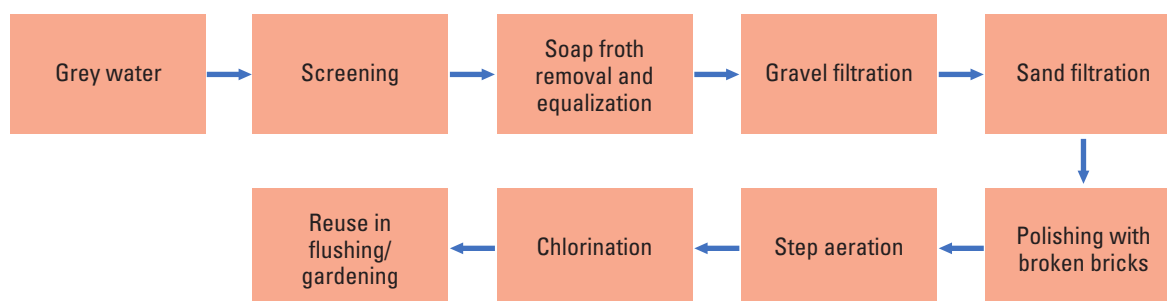 Grey water
Screening
Soap froth
removal and
equalization
Gravel filtration
Sand filtration
Polishing with
broken bricks
Step aeration
Chlorination
Reuse in
flushing/
gardening